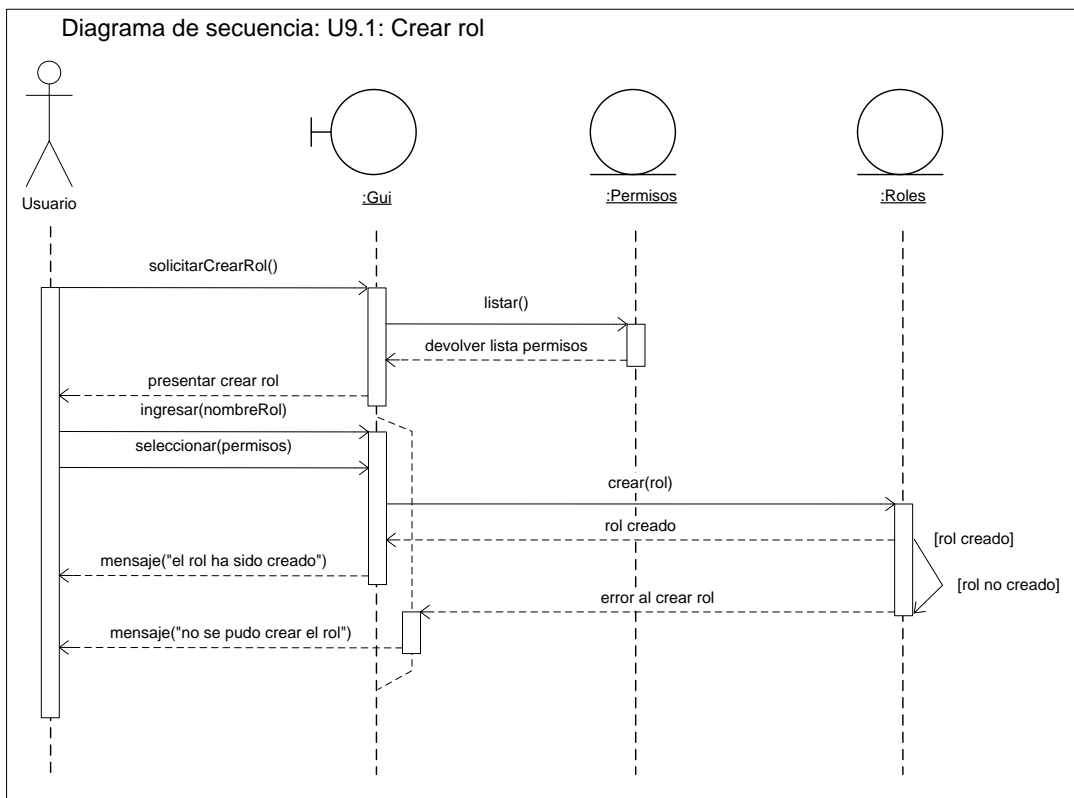 Diagrama de secuencia: U9.1: Crear rol
Usuario
:Gui
:Permisos
:Roles
solicitarCrearRol()
listar()
devolver lista permisos
presentar crear rol
ingresar(nombreRol)
seleccionar(permisos)
crear(rol)
rol creado
[rol creado]
mensaje("el rol ha sido creado")
[rol no creado]
error al crear rol
mensaje("no se pudo crear el rol")